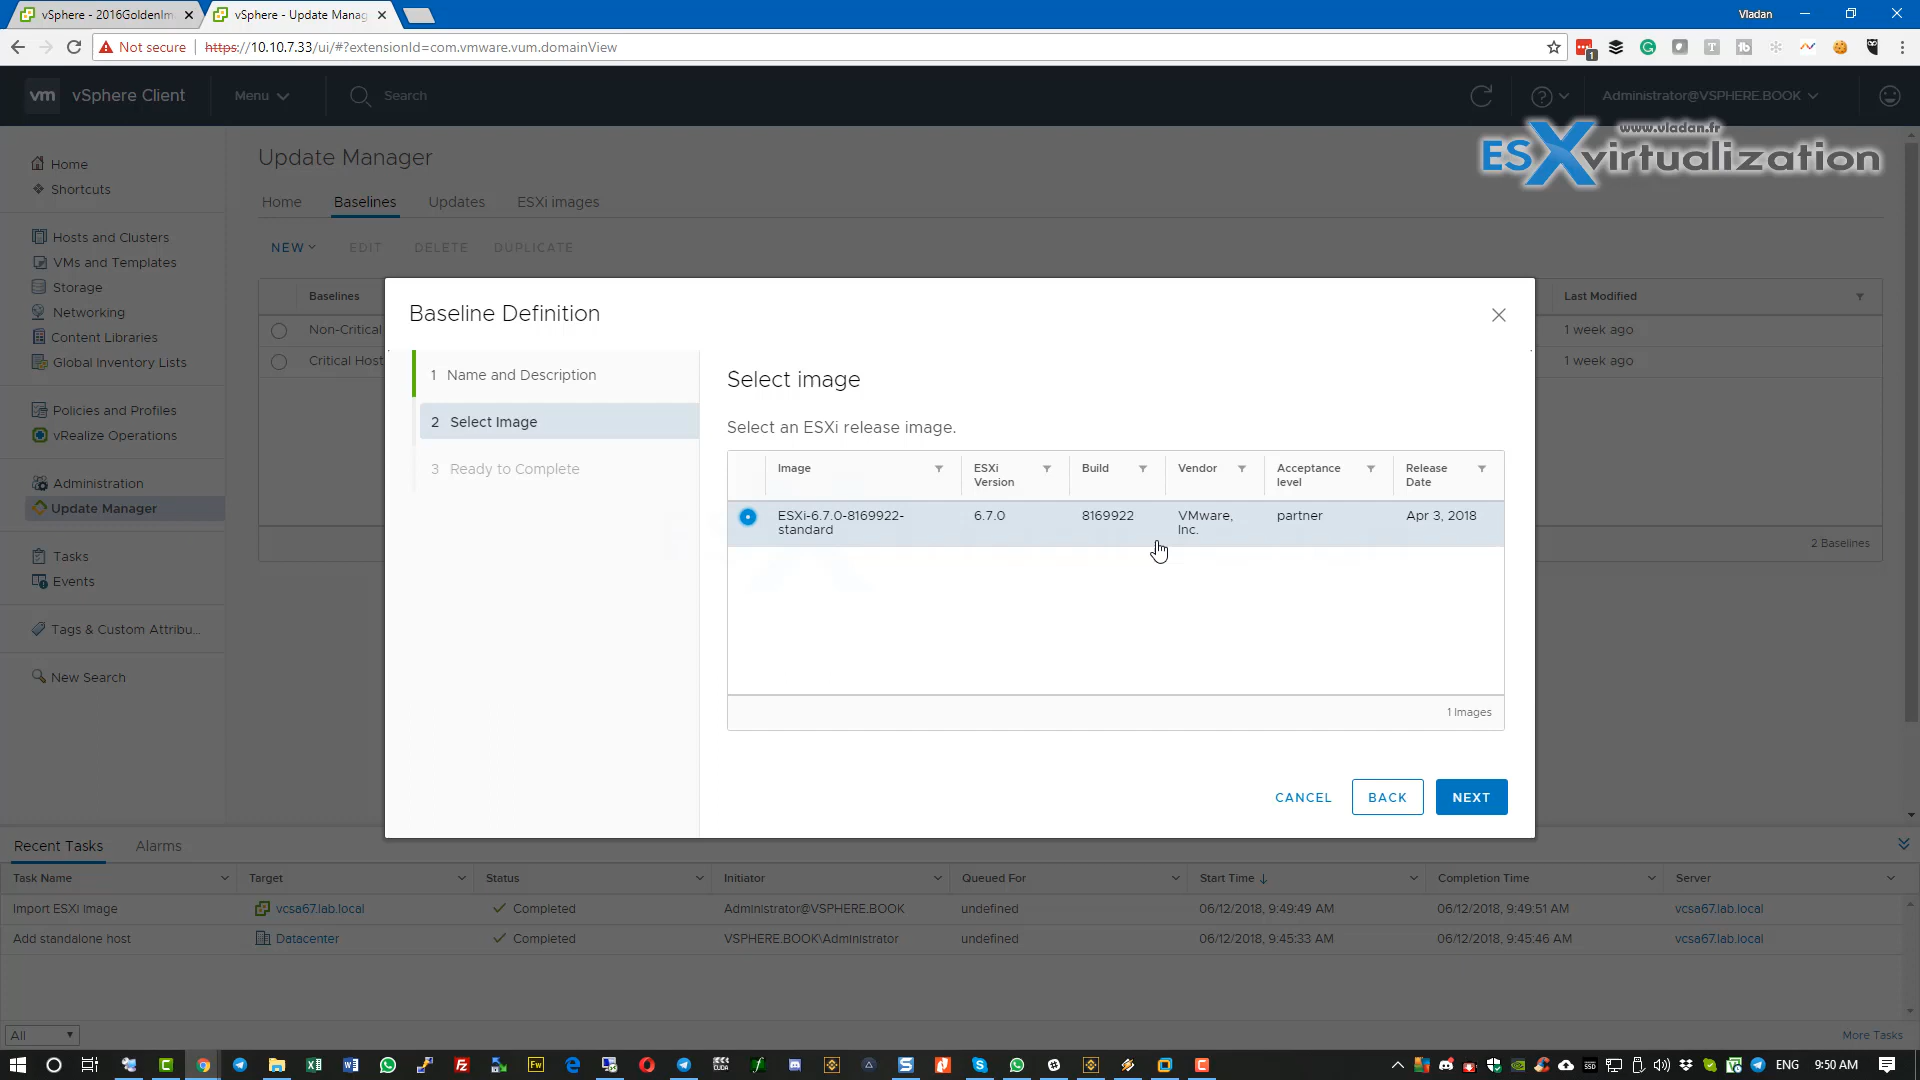 vSphere - 2016GoldenIm
vSphere - Update Manag
Vladan
Not secure
https://10.10.7.33/ui/#?extensionId=com.vmware.vum.domainView
1
vm vSphere Client
Menu
Search
Administrator@VSPHERE.BOOK
www.vladan.fr
ESXvirtualization
Home
Shortcuts
Hosts and Clusters
VMs and Templates
Storage
Networking
Content Libraries
Global Inventory Lists
Policies and Profiles
vRealize Operations
Administration
Update Manager
Tasks
Events
Tags & Custom Attribu...
New Search
Update Manager
Home Baselines Updates ESXi images
NEW EDIT DELETE DUPLICATE
Baselines
Last Modified
Non-Critical
1 week ago
Critical Host
1 week ago
2 Baselines
Baseline Definition
1 Name and Description
2 Select Image
3 Ready to Complete
Select image
Select an ESXi release image.
Image
ESXi Version
Build
Vendor
Acceptance level
Release Date
ESXi-6.7.0-8169922-standard
6.7.0
8169922
VMware, Inc.
partner
Apr 3, 2018
1 Images
CANCEL BACK NEXT
Recent Tasks Alarms
Task Name Target Status Initiator Queued For Start Time Completion Time Server
Import ESXi image vcsa67.lab.local Completed Administrator@VSPHERE.BOOK undefined 06/12/2018, 9:49:49 AM 06/12/2018, 9:49:51 AM vcsa67.lab.local
Add standalone host Datacenter Completed VSPHERE.BOOK\Administrator undefined 06/12/2018, 9:45:33 AM 06/12/2018, 9:45:46 AM vcsa67.lab.local
All
More Tasks
ENG
9:50 AM